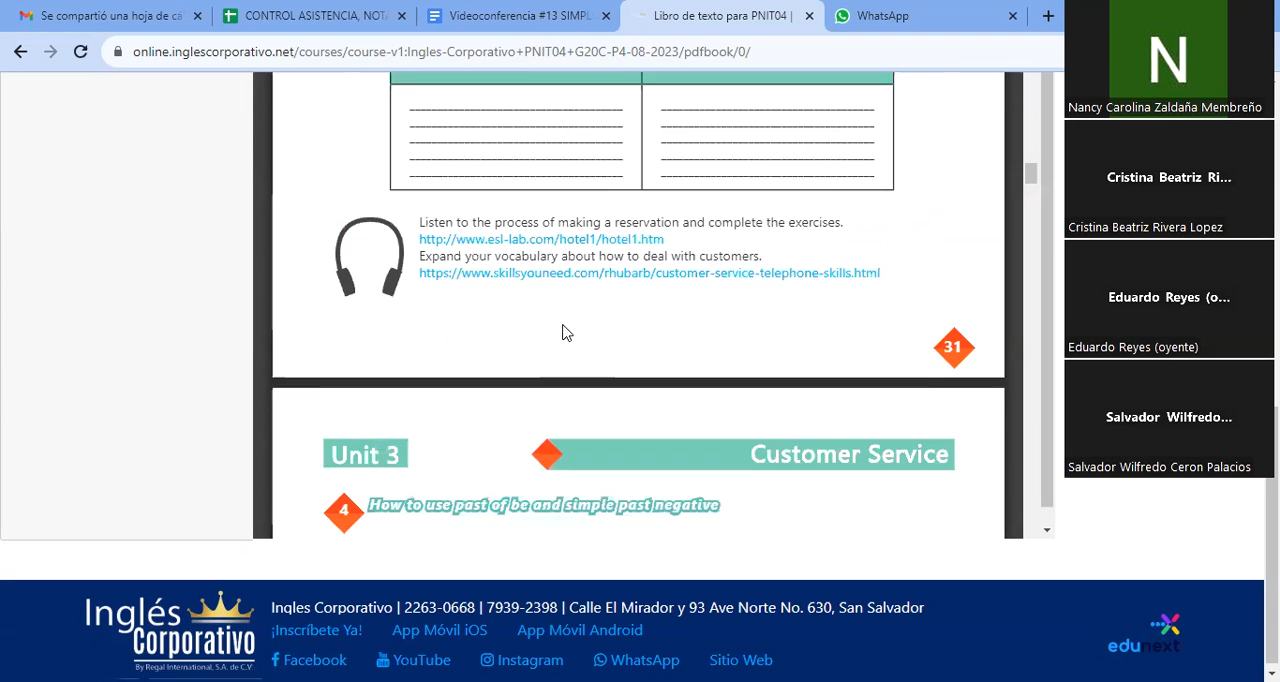 Se compartió una hoja de cá
CONTROL ASISTENCIA, NOTA
Videoconferencia #13 SIMPL
Libro de texto para PNIT04 |
WhatsApp
online.inglescorporativo.net/courses/course-v1:Ingles-Corporativo+PNIT04+G20C-P4-08-2023/pdfbook/0/
N
Nancy Carolina Zaldaña Membreño
Cristina Beatriz Ri...
Cristina Beatriz Rivera Lopez
Eduardo Reyes (o...
Eduardo Reyes (oyente)
Salvador Wilfredo...
Salvador Wilfredo Ceron Palacios
Listen to the process of making a reservation and complete the exercises.
http://www.esl-lab.com/hotel1/hotel1.htm
Expand your vocabulary about how to deal with customers.
https://www.skillsyouneed.com/rhubarb/customer-service-telephone-skills.html
31
Unit 3
Customer Service
4
How to use past of be and simple past negative
Inglés
Corporativo
By Regal International, S.A. de C.V.
Ingles Corporativo | 2263-0668 | 7939-2398 | Calle El Mirador y 93 Ave Norte No. 630, San Salvador
¡Inscríbete Ya! App Móvil iOS App Móvil Android
Facebook YouTube Instagram WhatsApp Sitio Web
edunext